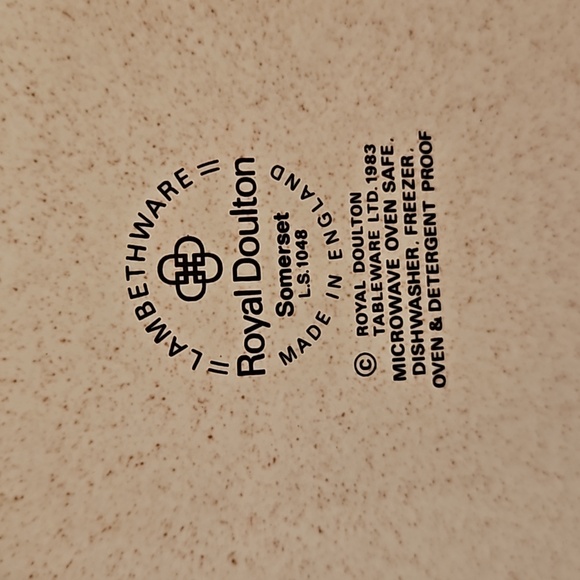 LAMBETHWARE
Royal Doulton
Somerset
L.S.1048
MADE IN ENGLAND
© ROYAL DOULTON
TABLEWARE LTD.1983
MICROWAVE OVEN SAFE.
DISHWASHER, FREEZER,
OVEN & DETERGENT PROOF